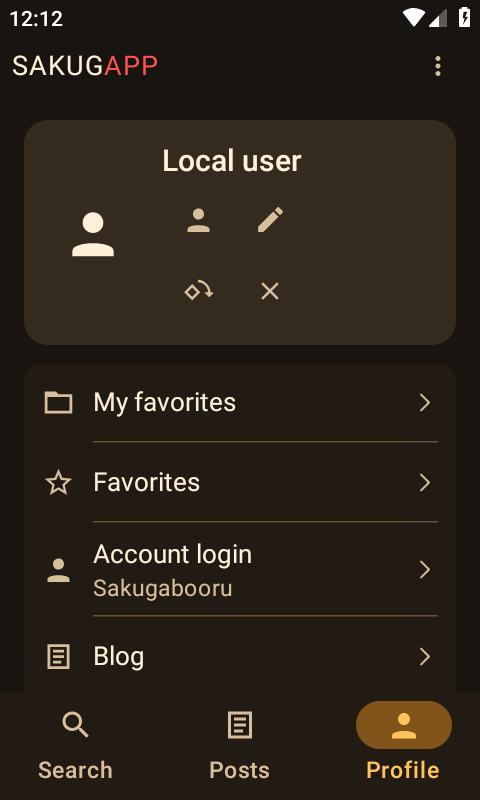 12:12
SAKUGAPP
Local user
My favorites
Favorites
Account login
Sakugabooru
Blog
Search
Posts
Profile